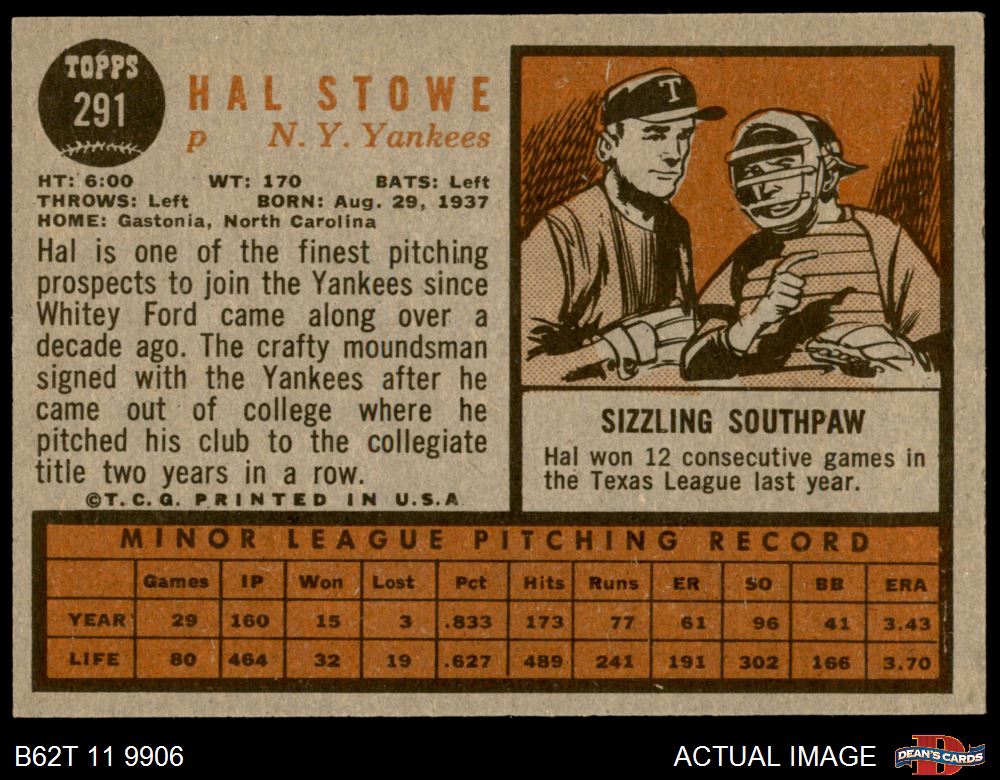 TOPPS
291
HAL STOWE
p N. Y. Yankees
HT: 6:00 WT: 170 BATS: Left
THROWS: Left BORN: Aug. 29, 1937
HOME: Gastonia, North Carolina
Hal is one of the finest pitching
prospects to join the Yankees since
Whitey Ford came along over a
decade ago. The crafty moundsman
signed with the Yankees after he
came out of college where he
pitched his club to the collegiate
title two years in a row.
©T.C.G. PRINTED IN U.S.A
T
SIZZLING SOUTHPAW
Hal won 12 consecutive games in
the Texas League last year.
MINOR LEAGUE PITCHING RECORD
Games IP Won Lost Pct Hits Runs ER SO BB ERA
YEAR 29 160 15 3 .833 173 77 61 96 41 3.43
LIFE 80 464 32 19 .627 489 241 191 302 166 3.70
B62T 11 9906 ACTUAL IMAGE D DEAN'S CARDS